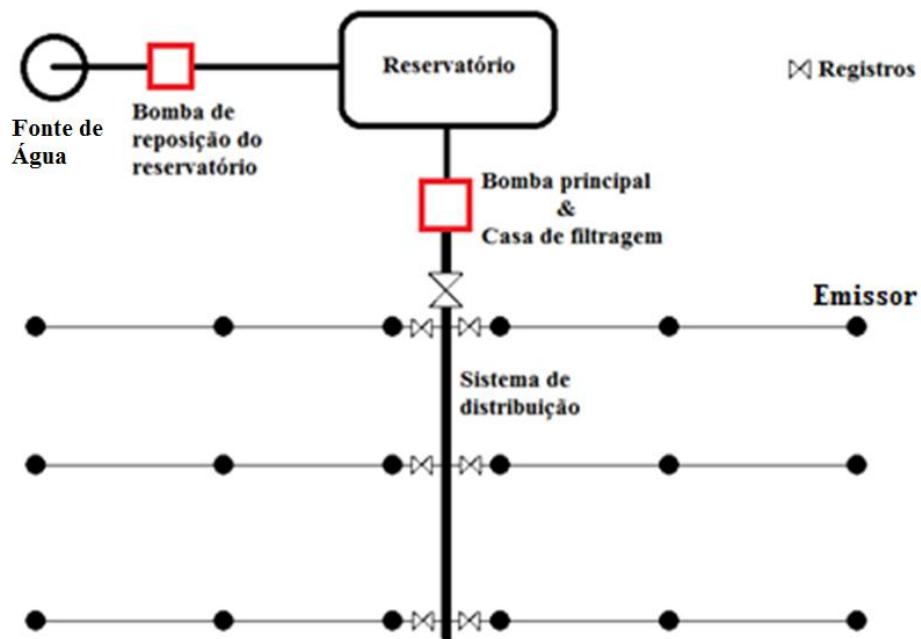 Reservatório
Registros
Fonte de
Água
Bomba de
reposição do
reservatório
Bomba principal
&
Casa de filtragem
Emissor
Sistema de
distribuição